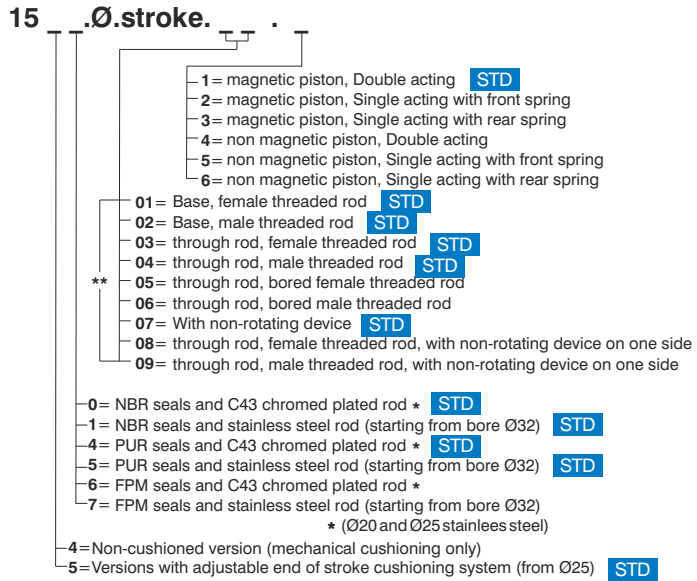 15 _ _.Ø.stroke. _ _ . _
1= magnetic piston, Double acting STD
2= magnetic piston, Single acting with front spring
3= magnetic piston, Single acting with rear spring
4= non magnetic piston, Double acting
5= non magnetic piston, Single acting with front spring
6= non magnetic piston, Single acting with rear spring
01= Base, female threaded rod STD
02= Base, male threaded rod STD
03= through rod, female threaded rod STD
04= through rod, male threaded rod STD
** 05= through rod, bored female threaded rod
06= through rod, bored male threaded rod
07= With non-rotating device STD
08= through rod, female threaded rod, with non-rotating device on one side
09= through rod, male threaded rod, with non-rotating device on one side
0= NBR seals and C43 chromed plated rod * STD
1= NBR seals and stainless steel rod (starting from bore Ø32) STD
4= PUR seals and C43 chromed plated rod * STD
5= PUR seals and stainless steel rod (starting from bore Ø32) STD
6= FPM seals and C43 chromed plated rod *
7= FPM seals and stainless steel rod (starting from bore Ø32)
* (Ø20 and Ø25 stainlees steel)
4=Non-cushioned version (mechanical cushioning only)
5=Versions with adjustable end of stroke cushioning system (from Ø25) STD